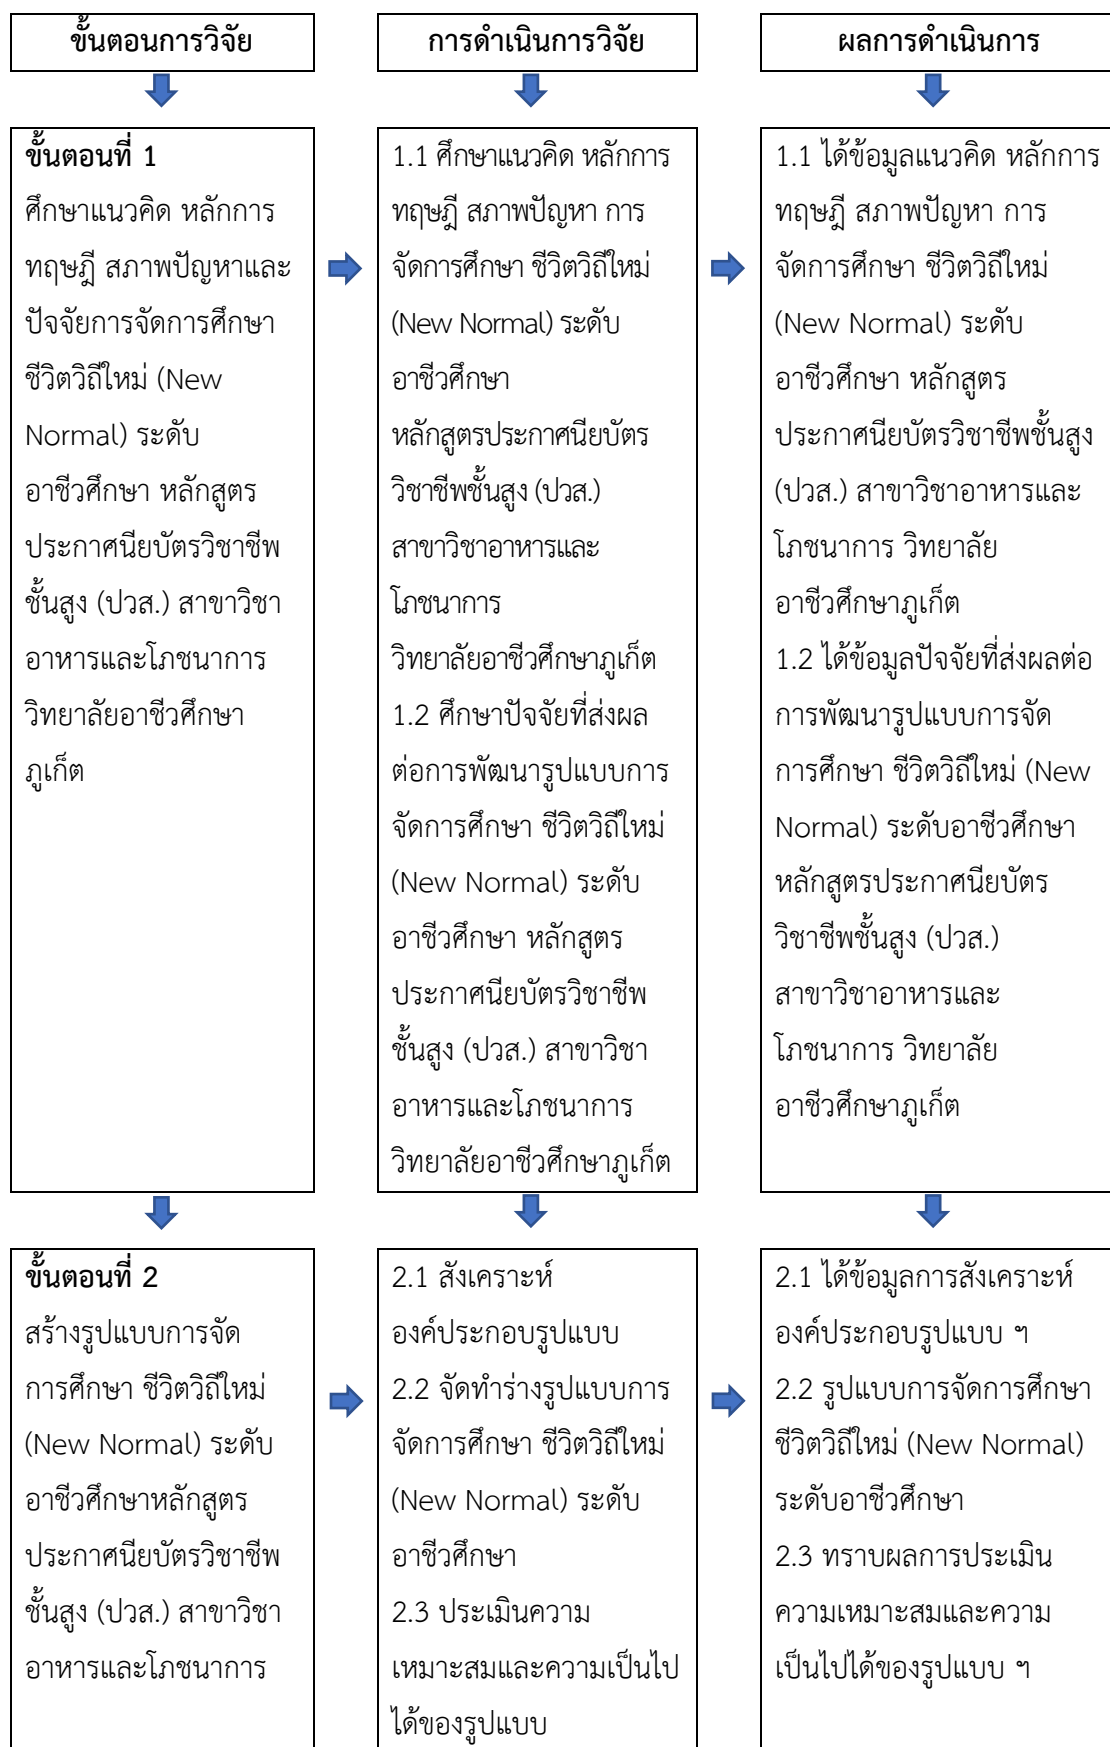 ขั้นตอนการวิจัย
การดำเนินการวิจัย
ผลการดำเนินการ
ขั้นตอนที่ 1
ศึกษาแนวคิด หลักการ
ทฤษฎี สภาพปัญหาและ
ปัจจัยการจัดการศึกษา
ชีวิตวิถีใหม่ (New
Normal) ระดับ
อาชีวศึกษา หลักสูตร
ประกาศนียบัตรวิชาชีพ
ชั้นสูง (ปวส.) สาขาวิชา
อาหารและโภชนาการ
วิทยาลัยอาชีวศึกษา
ภูเก็ต
1.1 ศึกษาแนวคิด หลักการ
ทฤษฎี สภาพปัญหา การ
จัดการศึกษา ชีวิตวิถีใหม่
(New Normal) ระดับ
อาชีวศึกษา
หลักสูตรประกาศนียบัตร
วิชาชีพชั้นสูง (ปวส.)
สาขาวิชาอาหารและ
โภชนาการ
วิทยาลัยอาชีวศึกษาภูเก็ต
1.2 ศึกษาปัจจัยที่ส่งผล
ต่อการพัฒนารูปแบบการ
จัดการศึกษา ชีวิตวิถีใหม่
(New Normal) ระดับ
อาชีวศึกษา หลักสูตร
ประกาศนียบัตรวิชาชีพ
ชั้นสูง (ปวส.) สาขาวิชา
อาหารและโภชนาการ
วิทยาลัยอาชีวศึกษาภูเก็ต
1.1 ได้ข้อมูลแนวคิด หลักการ
ทฤษฎี สภาพปัญหา การ
จัดการศึกษา ชีวิตวิถีใหม่
(New Normal) ระดับ
อาชีวศึกษา หลักสูตร
ประกาศนียบัตรวิชาชีพชั้นสูง
(ปวส.) สาขาวิชาอาหารและ
โภชนาการ วิทยาลัย
อาชีวศึกษาภูเก็ต
1.2 ได้ข้อมูลปัจจัยที่ส่งผลต่อ
การพัฒนารูปแบบการจัด
การศึกษา ชีวิตวิถีใหม่ (New
Normal) ระดับอาชีวศึกษา
หลักสูตรประกาศนียบัตร
วิชาชีพชั้นสูง (ปวส.)
สาขาวิชาอาหารและ
โภชนาการ วิทยาลัย
อาชีวศึกษาภูเก็ต
ขั้นตอนที่ 2
สร้างรูปแบบการจัด
การศึกษา ชีวิตวิถีใหม่
(New Normal) ระดับ
อาชีวศึกษาหลักสูตร
ประกาศนียบัตรวิชาชีพ
ชั้นสูง (ปวส.) สาขาวิชา
อาหารและโภชนาการ
2.1 สังเคราะห์
องค์ประกอบรูปแบบ
2.2 จัดทำร่างรูปแบบการ
จัดการศึกษา ชีวิตวิถีใหม่
(New Normal) ระดับ
อาชีวศึกษา
2.3 ประเมินความ
เหมาะสมและความเป็นไป
ได้ของรูปแบบ
2.1 ได้ข้อมูลการสังเคราะห์
องค์ประกอบรูปแบบ ฯ
2.2 รูปแบบการจัดการศึกษา
ชีวิตวิถีใหม่ (New Normal)
ระดับอาชีวศึกษา
2.3 ทราบผลการประเมิน
ความเหมาะสมและความ
เป็นไปได้ของรูปแบบ ฯ